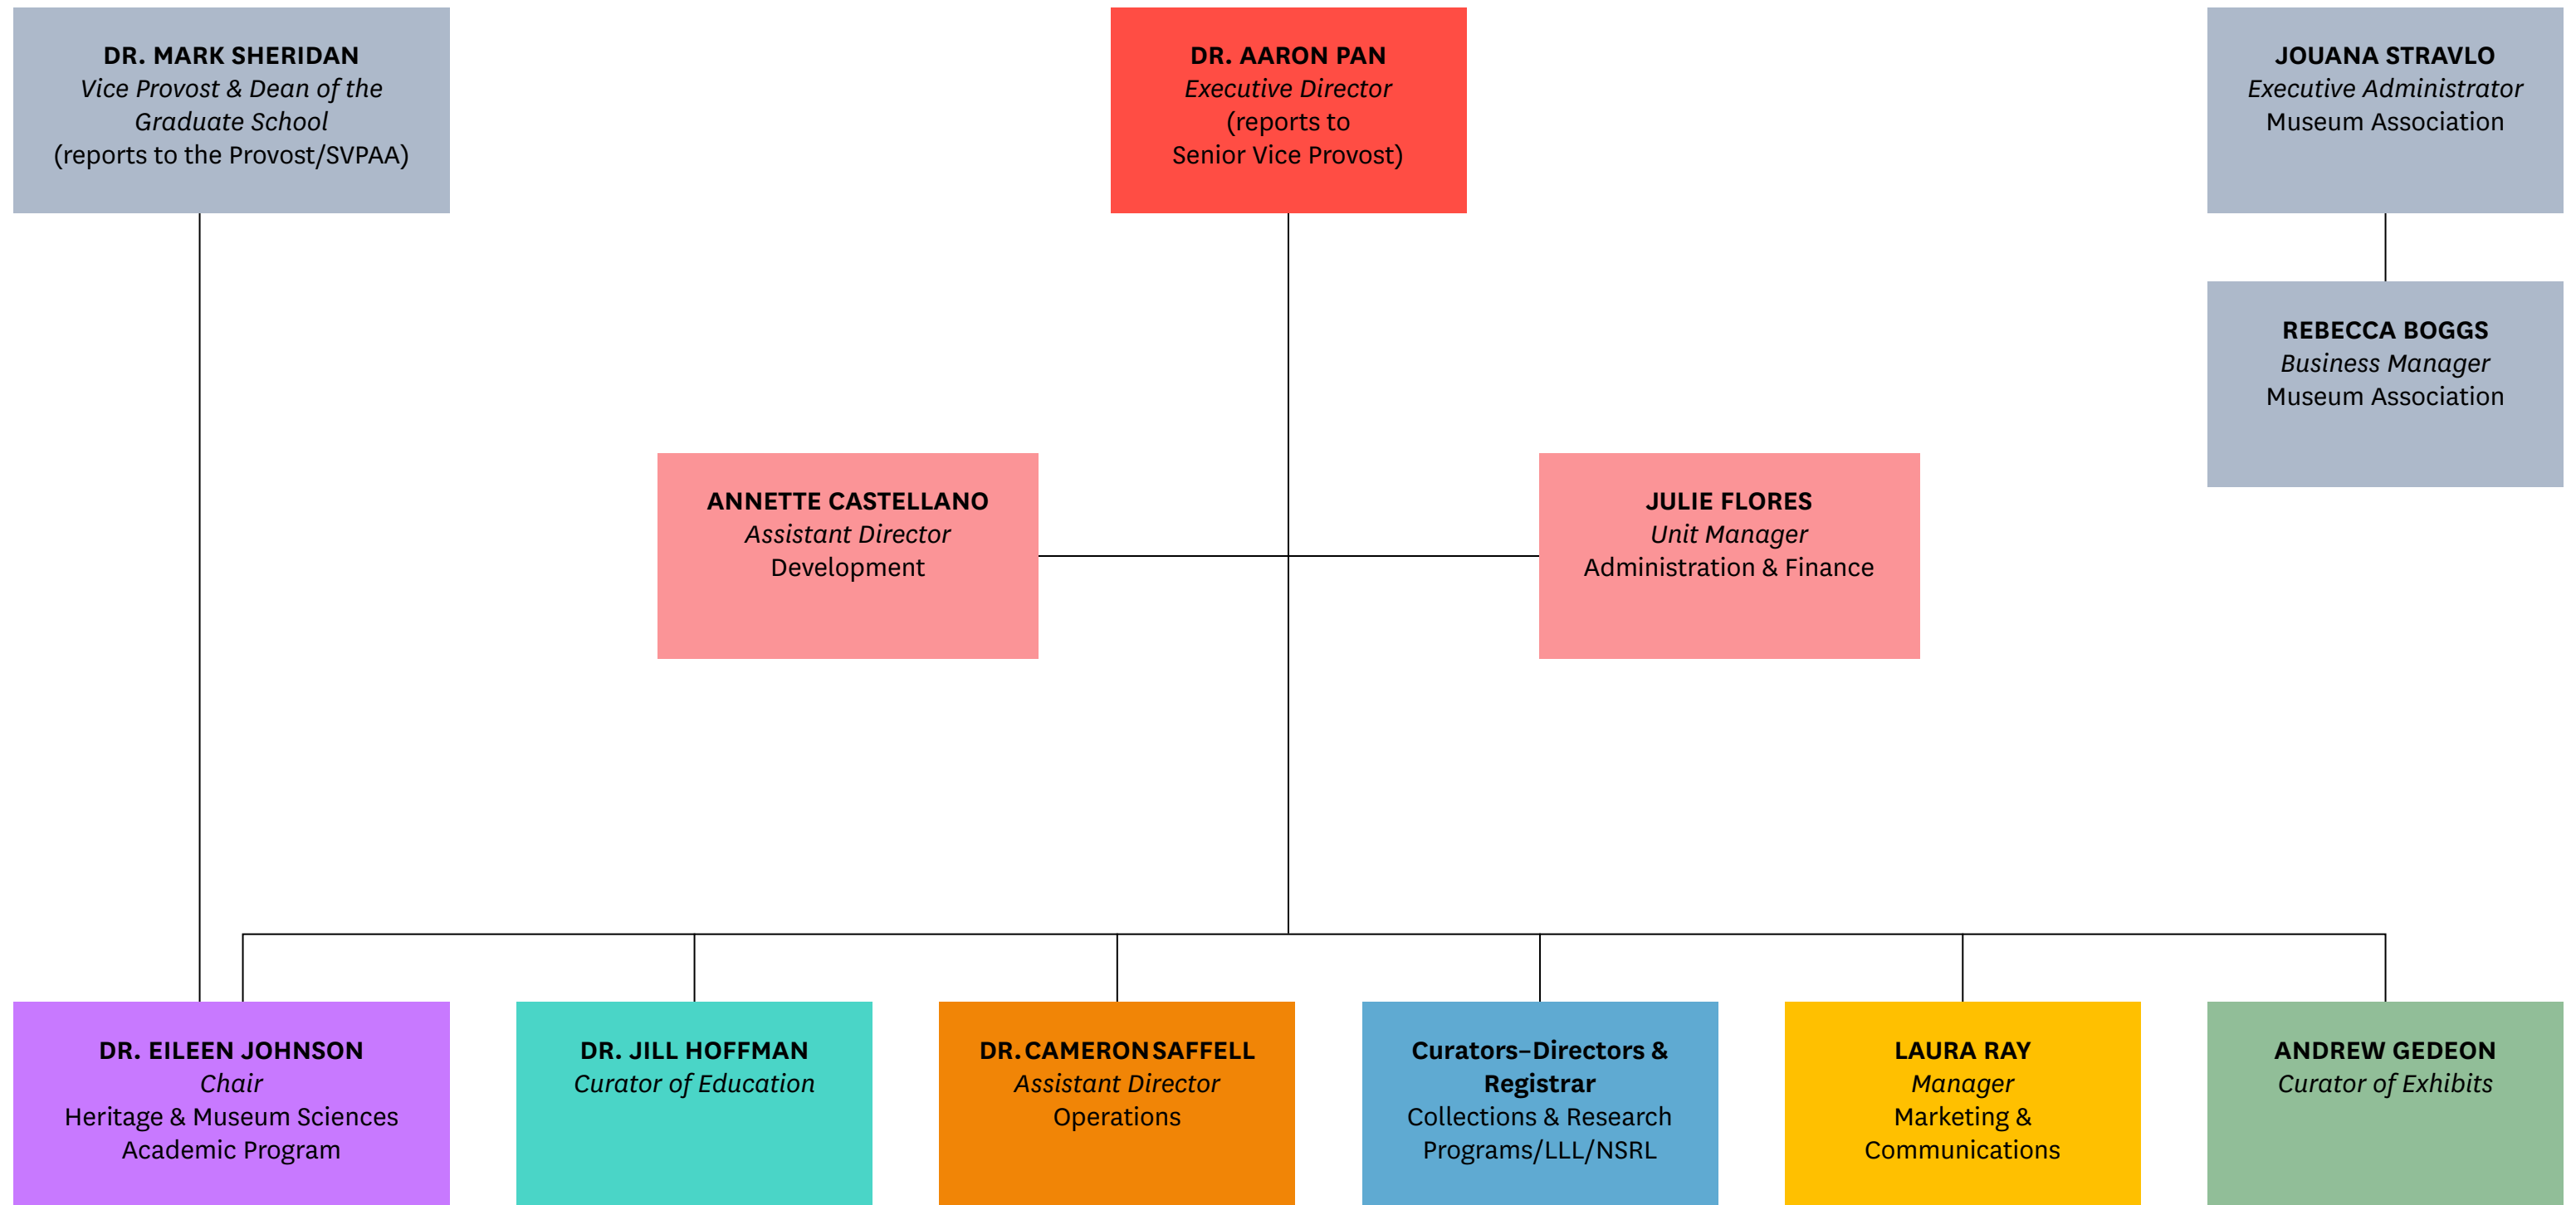 DR. MARK SHERIDAN
Vice Provost & Dean of the
Graduate School
(reports to the Provost/SVPAA)
DR. AARON PAN
Executive Director
(reports to
Senior Vice Provost)
JOUANA STRAVLO
Executive Administrator
Museum Association
REBECCA BOGGS
Business Manager
Museum Association
ANNETTE CASTELLANO
Assistant Director
Development
JULIE FLORES
Unit Manager
Administration & Finance
DR. EILEEN JOHNSON
Chair
Heritage & Museum Sciences
Academic Program
DR. JILL HOFFMAN
Curator of Education
DR. CAMERON SAFFELL
Assistant Director
Operations
Curators–Directors &
Registrar
Collections & Research
Programs/LLL/NSRL
LAURA RAY
Manager
Marketing &
Communications
ANDREW GEDEON
Curator of Exhibits